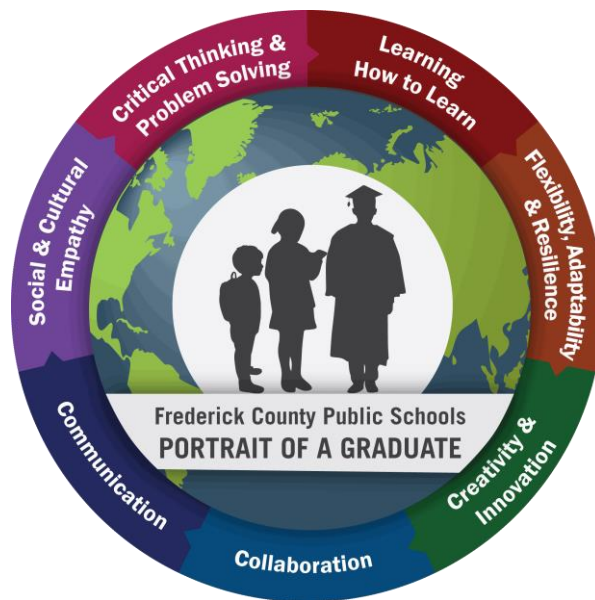 Critical Thinking &
Problem Solving
Learning
How to Learn
Flexibility, Adaptability
& Resilience
Creativity &
Innovation
Collaboration
Communication
Social & Cultural
Empathy
Frederick County Public Schools
PORTRAIT OF A GRADUATE